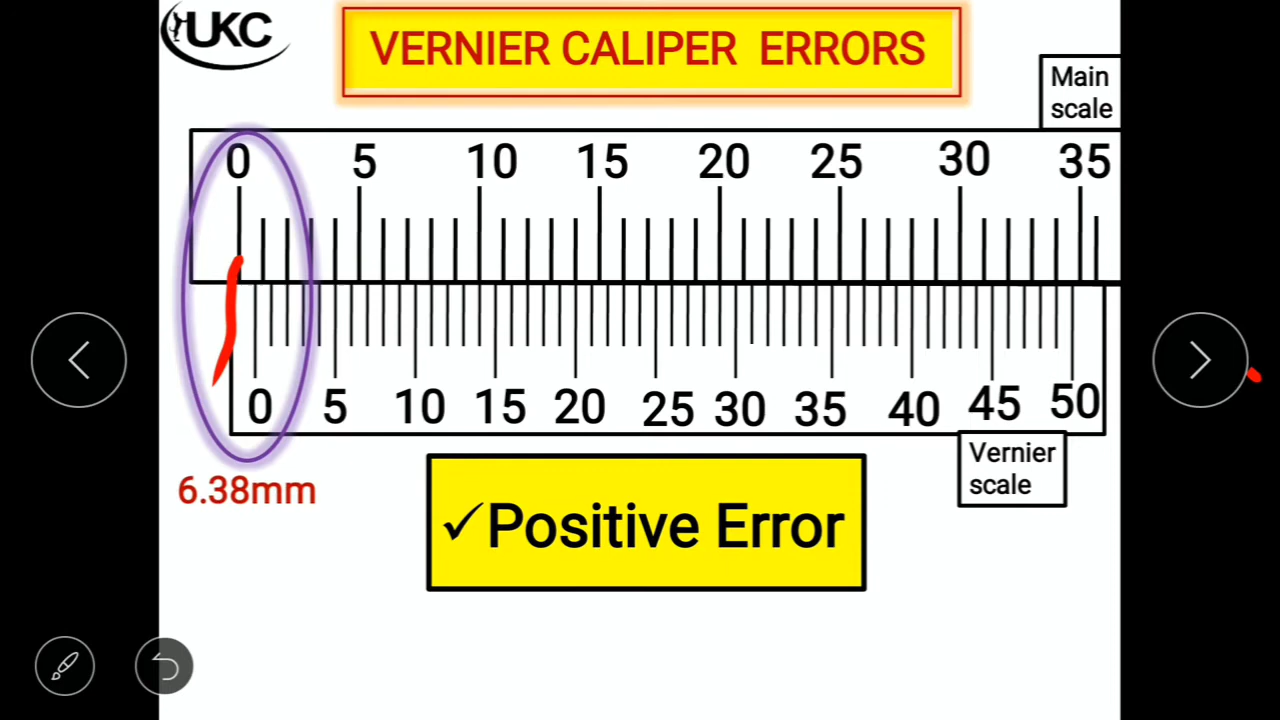 UKC
VERNIER CALIPER ERRORS
Main
scale
0 5 10 15 20 25 30 35
0 5 10 15 20 25 30 35 40 45 50
Vernier
scale
6.38mm
✓Positive Error